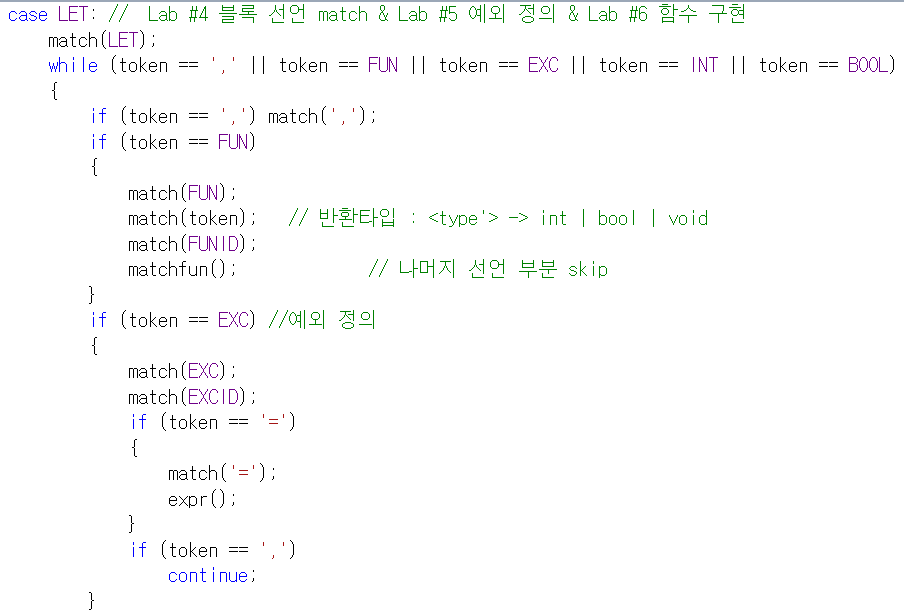 case LET: //  Lab #4 블록 선언 match & Lab #5 예외 정의 & Lab #6 함수 구현
    match(LET);
    while (token == ',' || token == FUN || token == EXC || token == INT || token == BOOL)
    {
        if (token == ',') match(',');
        if (token == FUN)
        {
            match(FUN);
            match(token);   // 반환타입 : <type'> -> int | bool | void
            match(FUNID);
            matchfun();             // 나머지 선언 부분 skip
        }
        if (token == EXC) //예외 정의
        {
            match(EXC);
            match(EXCID);
            if (token == '=')
            {
                match('=');
                expr();
            }
            if (token == ',')
                continue;
        }